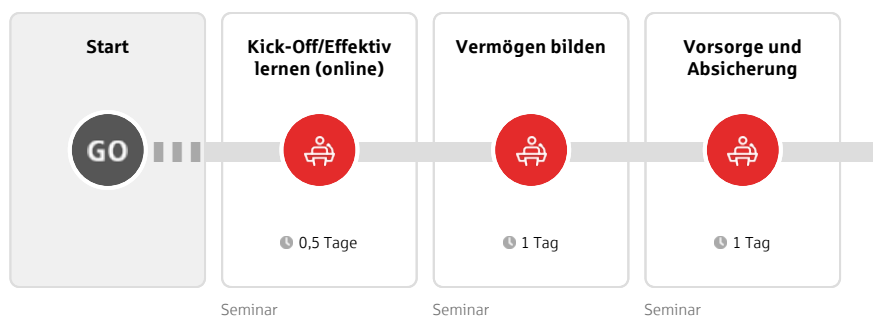 Start
GO
Kick-Off/Effektiv
lernen (online)
0,5 Tage
Seminar
Vermögen bilden
1 Tag
Seminar
Vorsorge und
Absicherung
1 Tag
Seminar